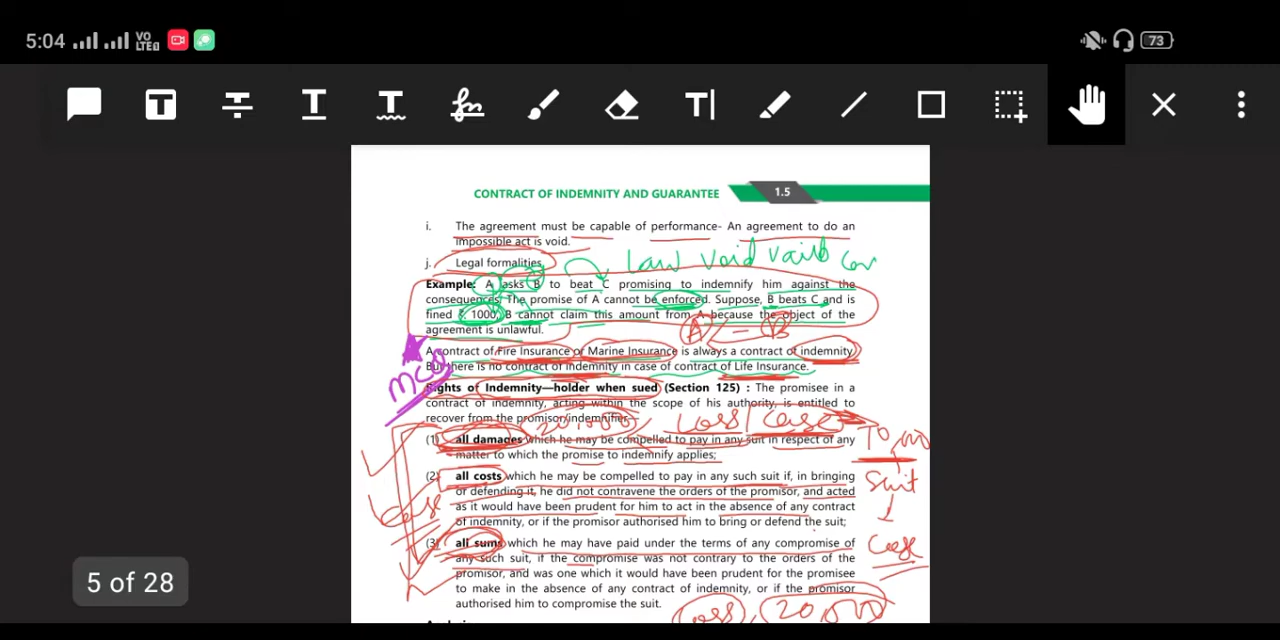 5:04 VO LTE 73
T T T T fn T|
CONTRACT OF INDEMNITY AND GUARANTEE 1.5
i. The agreement must be capable of performance- An agreement to do an
impossible act is void.
j. Legal formalities
Law void vaild con
Example: A asks B to beat C promising to indemnify him against the
consequences. The promise of A cannot be enforced. Suppose, B beats C and is
fined ₹ 1000, B cannot claim this amount from A because the object of the
agreement is unlawful.
A - B
A contract of Fire Insurance or Marine Insurance is always a contract of indemnity.
But there is no contract of indemnity in case of contract of Life Insurance.
MCQ
Rights of Indemnity—holder when sued (Section 125) : The promisee in a
contract of indemnity, acting within the scope of his authority, is entitled to
recover from the promisor/indemnifier—
20,000 Loss/Case
(1) all damages which he may be compelled to pay in any suit in respect of any
matter to which the promise to indemnify applies;
(2) all costs which he may be compelled to pay in any such suit if, in bringing
or defending it, he did not contravene the orders of the promisor, and acted
as it would have been prudent for him to act in the absence of any contract
of indemnity, or if the promisor authorised him to bring or defend the suit;
Suit
Case
Case
(3) all sums which he may have paid under the terms of any compromise of
any such suit, if the compromise was not contrary to the orders of the
promisor, and was one which it would have been prudent for the promisee
to make in the absence of any contract of indemnity, or if the promisor
authorised him to compromise the suit.
Loss, 20,000
5 of 28